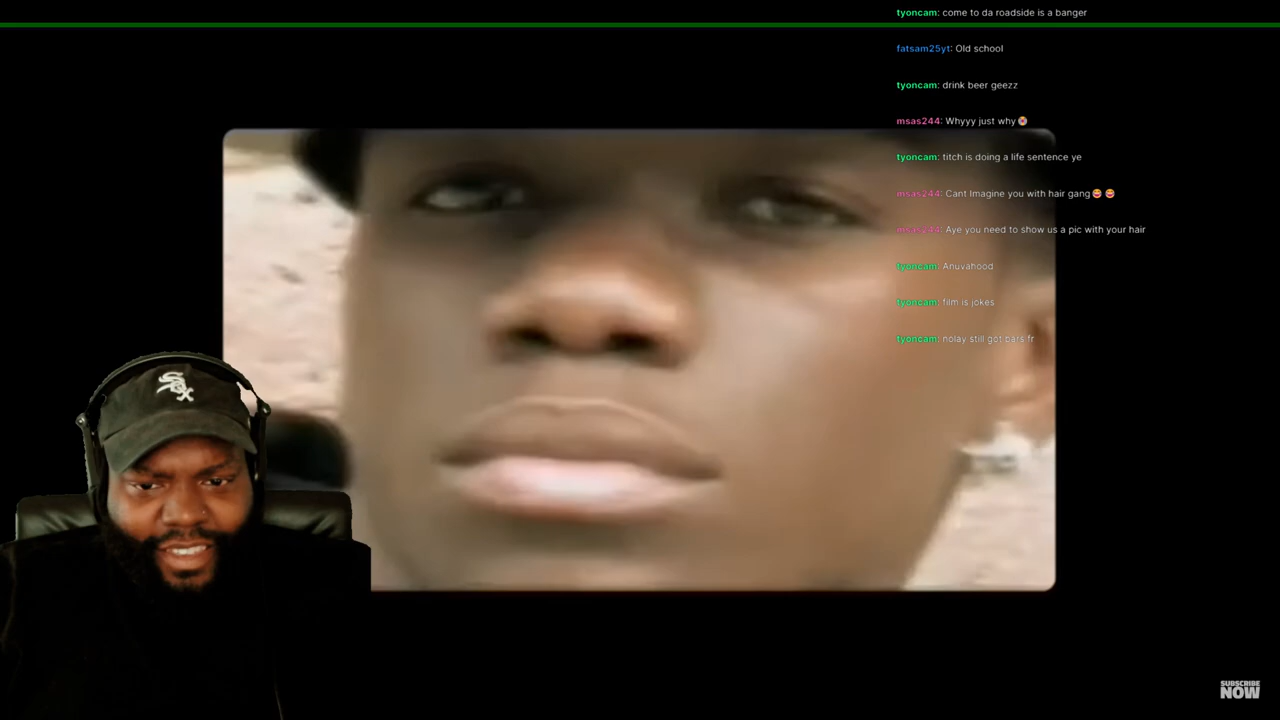 tyoncam: come to da roadside is a banger
fatsam25yt: Old school
tyoncam: drink beer geezz
msas244: Whyyy just why
tyoncam: titch is doing a life sentence ye
msas244: Cant Imagine you with hair gang
msas244: Aye you need to show us a pic with your hair
tyoncam: Anuvahood
tyoncam: film is jokes
tyoncam: nolay still got bars fr
SOX
SUBSCRIBE
NOW